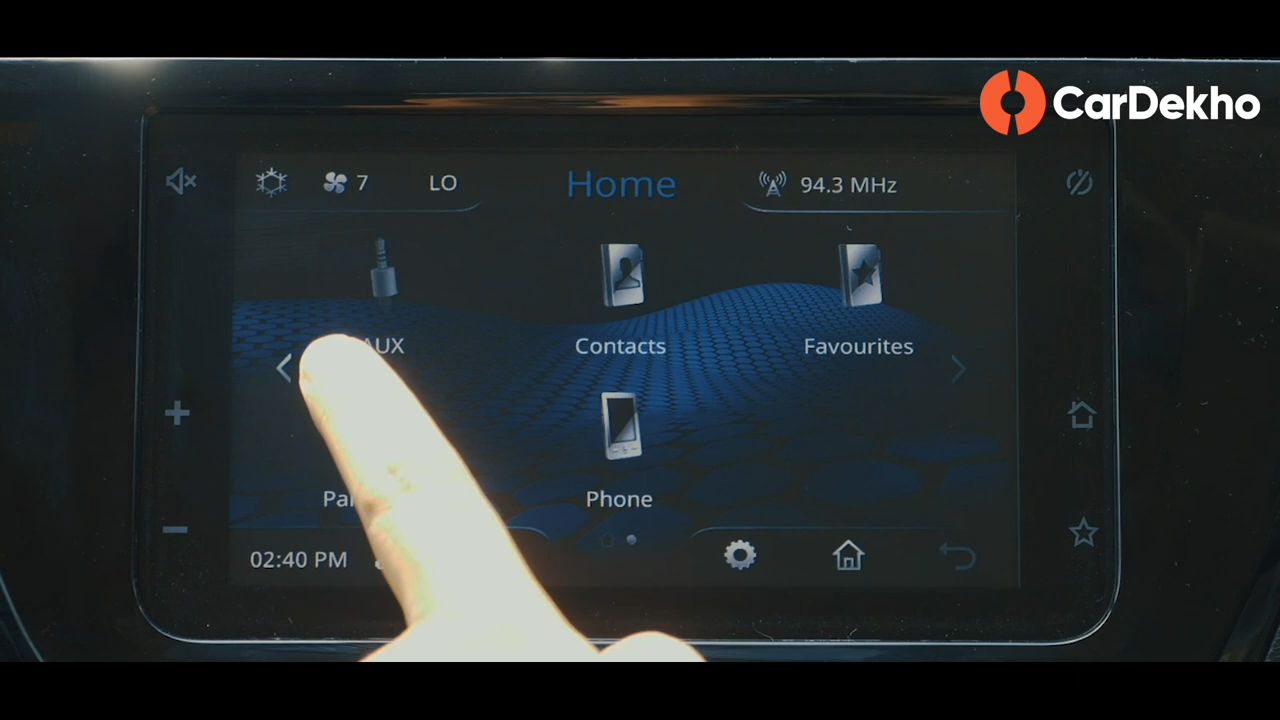 CarDekho
7 LO Home 94.3 MHz
AUX Contacts Favourites
Phone
02:40 PM